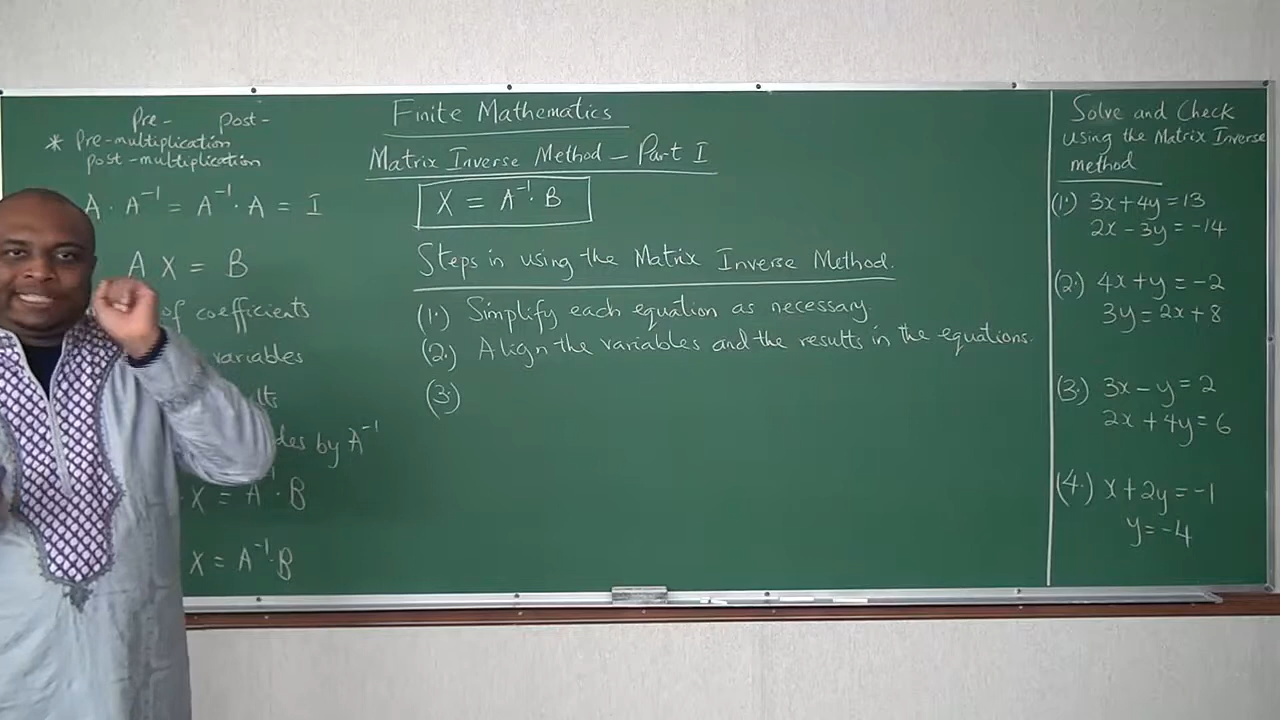 Pre- post-
* Pre-multiplication
post-multiplication
A · A⁻¹ = A⁻¹ · A = I
A X = B
of coefficients
variables
by A⁻¹
X = A⁻¹ · B
X = A⁻¹ · B
Finite Mathematics
Matrix Inverse Method – Part I
X = A⁻¹ · B
Steps in using the Matrix Inverse Method.
(1.) Simplify each equation as necessary.
(2.) Align the variables and the results in the equations.
(3.)
Solve and Check
using the Matrix Inverse
method
(1.) 3x + 4y = 13
2x – 3y = –14
(2.) 4x + y = –2
3y = 2x + 8
(3.) 3x – y = 2
2x + 4y = 6
(4.) x + 2y = –1
y = –4